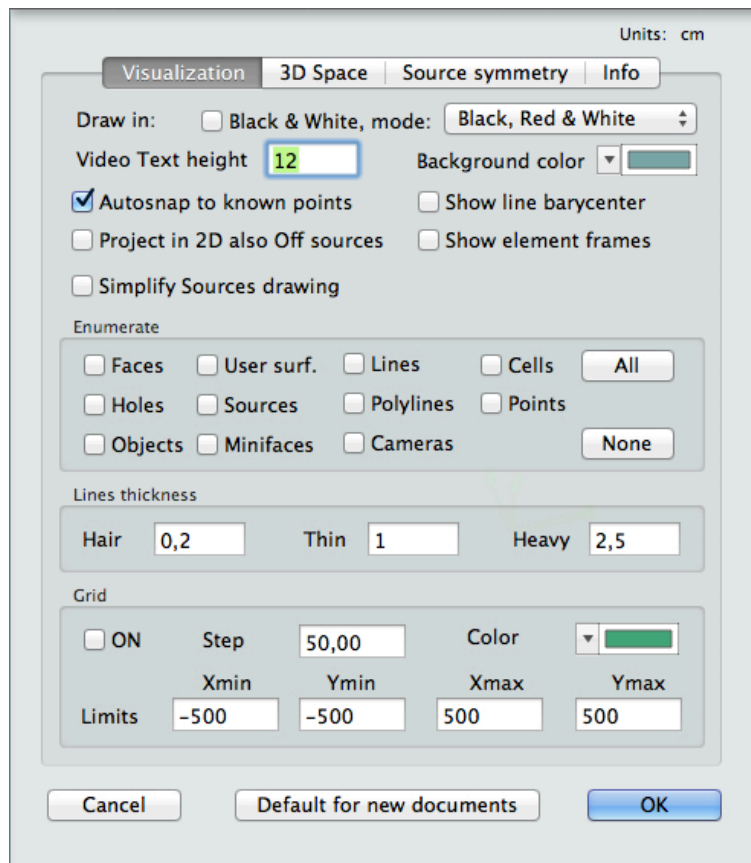 Units: cm
Visualization 3D Space Source symmetry Info
Draw in: Black & White, mode: Black, Red & White
Video Text height 12 Background color
Autosnap to known points Show line barycenter
Project in 2D also Off sources Show element frames
Simplify Sources drawing
Enumerate
Faces User surf. Lines Cells All
Holes Sources Polylines Points
Objects Minifaces Cameras None
Lines thickness
Hair 0,2 Thin 1 Heavy 2,5
Grid
ON Step 50,00 Color
Xmin Ymin Xmax Ymax
Limits -500 -500 500 500
Cancel Default for new documents OK